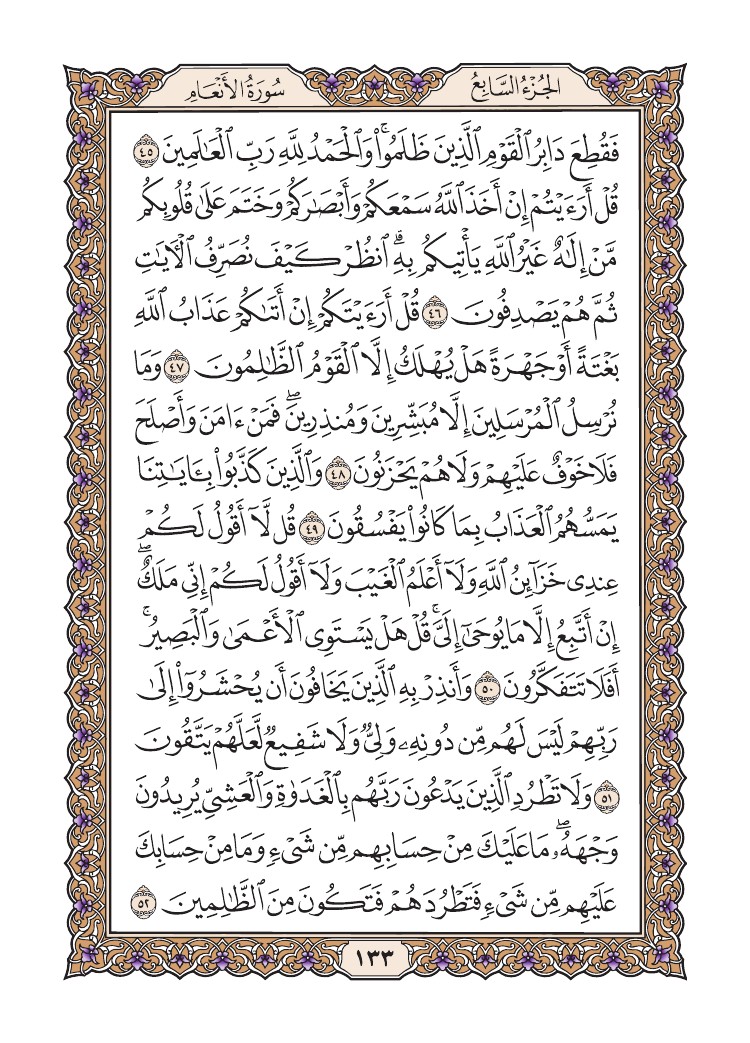 الجُزْءُ السَّابِعُ
سُورَةُ الأَنْعَامِ
فَقُطِعَ دَابِرُ ٱلْقَوْمِ ٱلَّذِينَ ظَلَمُوا۟ۚ وَٱلْحَمْدُ لِلَّهِ رَبِّ ٱلْعَٰلَمِينَ ٤٥
قُلْ أَرَءَيْتُمْ إِنْ أَخَذَ ٱللَّهُ سَمْعَكُمْ وَأَبْصَٰرَكُمْ وَخَتَمَ عَلَىٰ قُلُوبِكُم
مَّنْ إِلَٰهٌ غَيْرُ ٱللَّهِ يَأْتِيكُم بِهِۗ ٱنظُرْ كَيْفَ نُصَرِّفُ ٱلْءَايَٰتِ
ثُمَّ هُمْ يَصْدِفُونَ ٤٦ قُلْ أَرَءَيْتَكُمْ إِنْ أَتَىٰكُمْ عَذَابُ ٱللَّهِ
بَغْتَةً أَوْ جَهْرَةً هَلْ يُهْلَكُ إِلَّا ٱلْقَوْمُ ٱلظَّٰلِمُونَ ٤٧ وَمَا
نُرْسِلُ ٱلْمُرْسَلِينَ إِلَّا مُبَشِّرِينَ وَمُنذِرِينَۖ فَمَنْ ءَامَنَ وَأَصْلَحَ
فَلَا خَوْفٌ عَلَيْهِمْ وَلَا هُمْ يَحْزَنُونَ ٤٨ وَٱلَّذِينَ كَذَّبُوا۟ بِـَٔايَٰتِنَا
يَمَسُّهُمُ ٱلْعَذَابُ بِمَا كَانُوا۟ يَفْسُقُونَ ٤٩ قُل لَّآ أَقُولُ لَكُمْ
عِندِى خَزَآئِنُ ٱللَّهِ وَلَآ أَعْلَمُ ٱلْغَيْبَ وَلَآ أَقُولُ لَكُمْ إِنِّى مَلَكٌۖ
إِنْ أَتَّبِعُ إِلَّا مَا يُوحَىٰٓ إِلَىَّۚ قُلْ هَلْ يَسْتَوِى ٱلْأَعْمَىٰ وَٱلْبَصِيرُۚ
أَفَلَا تَتَفَكَّرُونَ ٥٠ وَأَنذِرْ بِهِ ٱلَّذِينَ يَخَافُونَ أَن يُحْشَرُوٓا۟ إِلَىٰ
رَبِّهِمْ لَيْسَ لَهُم مِّن دُونِهِۦ وَلِىٌّ وَلَا شَفِيعٌ لَّعَلَّهُمْ يَتَّقُونَ
٥١ وَلَا تَطْرُدِ ٱلَّذِينَ يَدْعُونَ رَبَّهُم بِٱلْغَدَوٰةِ وَٱلْعَشِىِّ يُرِيدُونَ
وَجْهَهُۥۖ مَا عَلَيْكَ مِنْ حِسَابِهِم مِّن شَىْءٍ وَمَا مِنْ حِسَابِكَ
عَلَيْهِم مِّن شَىْءٍ فَتَطْرُدَهُمْ فَتَكُونَ مِنَ ٱلظَّٰلِمِينَ ٥٢
١٣٣